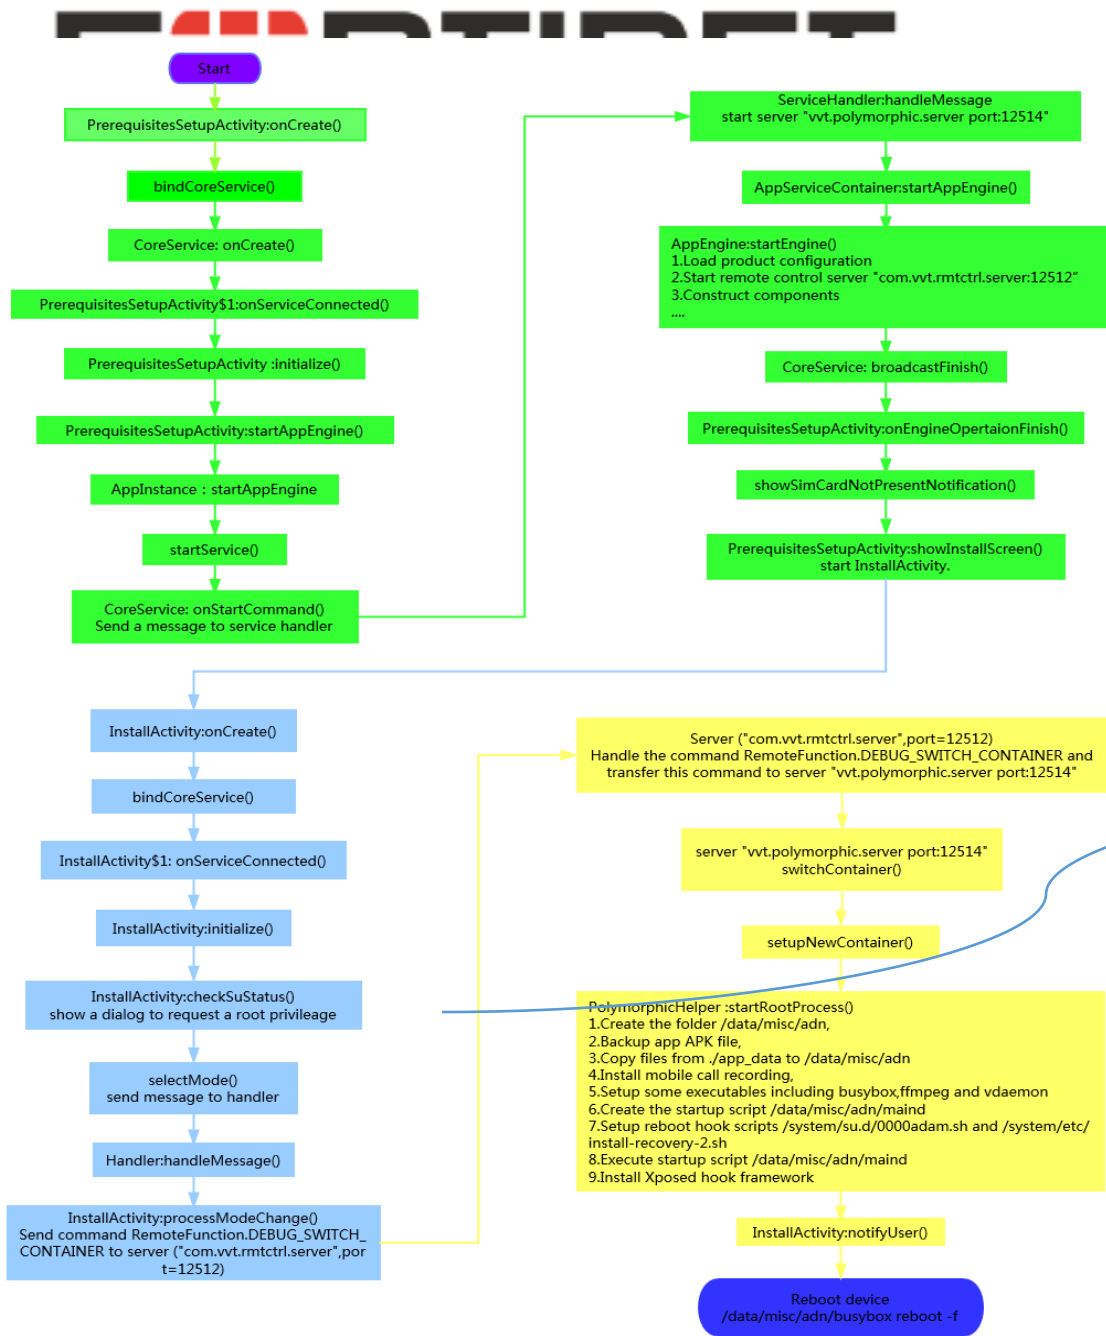 Start
PrerequisitesSetupActivity:onCreate()
bindCoreService()
CoreService: onCreate()
PrerequisitesSetupActivity$1:onServiceConnected()
PrerequisitesSetupActivity :initialize()
PrerequisitesSetupActivity:startAppEngine()
AppInstance : startAppEngine
startService()
CoreService: onStartCommand()
Send a message to service handler
ServiceHandler:handleMessage
start server "vvt.polymorphic.server port:12514"
AppServiceContainer:startAppEngine()
AppEngine:startEngine()
1.Load product configuration
2.Start remote control server "com.vvt.rmtctrl.server:12512"
3.Construct components
....
CoreService: broadcastFinish()
PrerequisitesSetupActivity:onEngineOpertaionFinish()
showSimCardNotPresentNotification()
PrerequisitesSetupActivity:showInstallScreen()
start InstallActivity.
InstallActivity:onCreate()
bindCoreService()
InstallActivity$1: onServiceConnected()
InstallActivity:initialize()
InstallActivity:checkSuStatus()
show a dialog to request a root privileage
selectMode()
send message to handler
Handler:handleMessage()
InstallActivity:processModeChange()
Send command RemoteFunction.DEBUG_SWITCH_
CONTAINER to server ("com.vvt.rmtctrl.server",por
t=12512)
Server ("com.vvt.rmtctrl.server",port=12512)
Handle the command RemoteFunction.DEBUG_SWITCH_CONTAINER and
transfer this command to server "vvt.polymorphic.server port:12514"
server "vvt.polymorphic.server port:12514"
switchContainer()
setupNewContainer()
PolymorphicHelper :startRootProcess()
1.Create the folder /data/misc/adn,
2.Backup app APK file,
3.Copy files from ./app_data to /data/misc/adn
4.Install mobile call recording,
5.Setup some executables including busybox,ffmpeg and vdaemon
6.Create the startup script /data/misc/adn/maind
7.Setup reboot hook scripts /system/su.d/0000adam.sh and /system/etc/
install-recovery-2.sh
8.Execute startup script /data/misc/adn/maind
9.Install Xposed hook framework
InstallActivity:notifyUser()
Reboot device
/data/misc/adn/busybox reboot -f